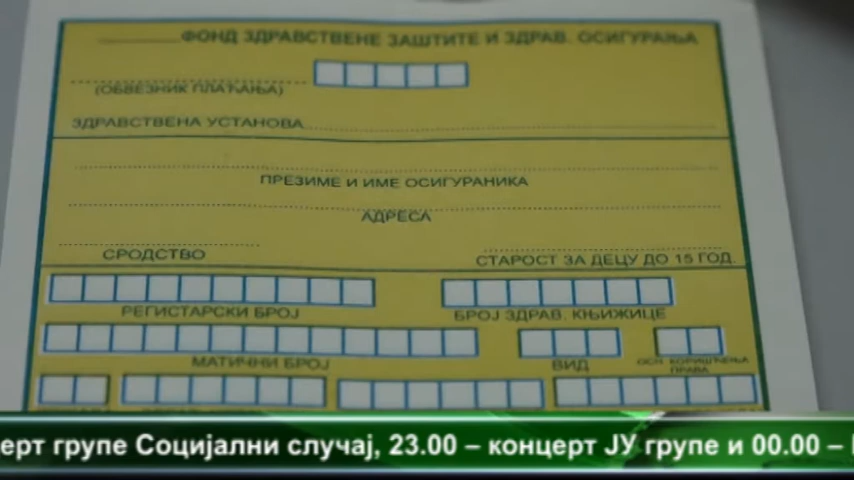 ФОНД ЗДРАВСТВЕНЕ ЗАШТИТЕ И ЗДРАВ. ОСИГУРАЊА
(ОБВЕЗНИК ПЛАЋАЊА)
ЗДРАВСТВЕНА УСТАНОВА
ПРЕЗИМЕ И ИМЕ ОСИГУРАНИКА
АДРЕСА
СРОДСТВО
СТАРОСТ ЗА ДЕЦУ ДО 15 ГОД.
РЕГИСТАРСКИ БРОЈ
БРОЈ ЗДРАВ. КЊИЖИЦЕ
МАТИЧНИ БРОЈ
ВИД
ОСН. КОРИШЋЕЊА
ПРАВА
ерт групе Социјални случај, 23.00 – концерт ЈУ групе и 00.00 –